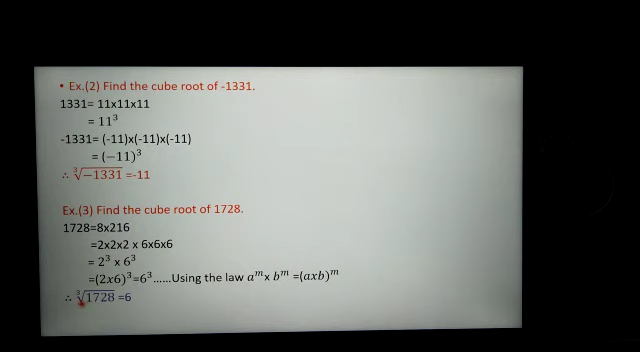 • Ex.(2) Find the cube root of -1331.
1331= 11x11x11
= 11³
-1331= (-11)x(-11)x(-11)
= (−11)³
∴ ∛−1331 =-11
Ex.(3) Find the cube root of 1728.
1728=8x216
=2x2x2 x 6x6x6
= 2³ x 6³
=(2x6)³=6³......Using the law aᵐx bᵐ =(axb)ᵐ
∴ ∛1728 =6